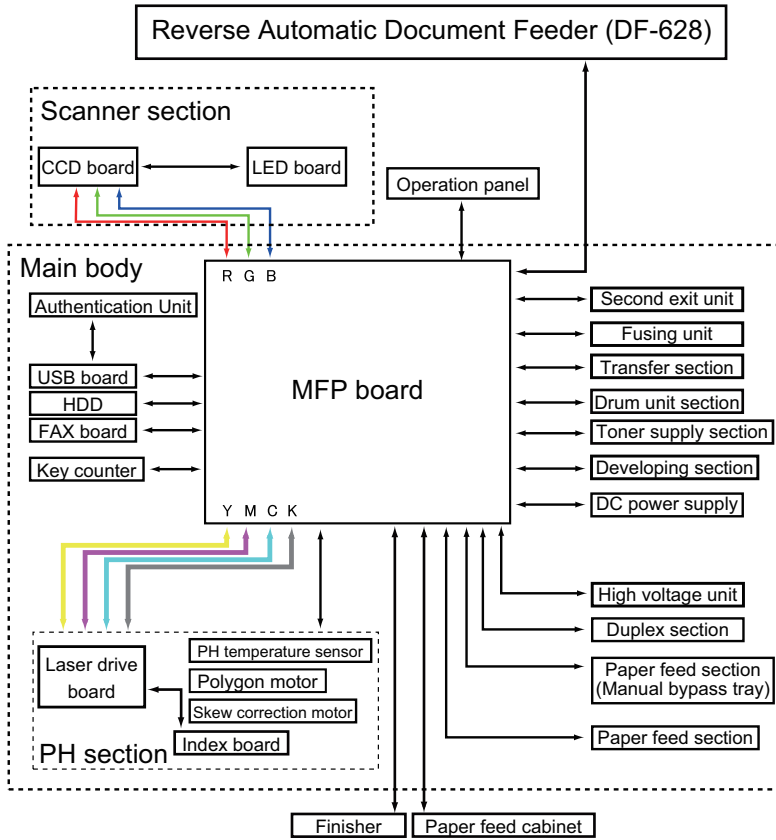 Reverse Automatic Document Feeder (DF-628)
Scanner section
CCD board
LED board
Operation panel
Main body
R G B
Authentication Unit
USB board
HDD
FAX board
Key counter
MFP board
Y M C K
Second exit unit
Fusing unit
Transfer section
Drum unit section
Toner supply section
Developing section
DC power supply
High voltage unit
Duplex section
Paper feed section
(Manual bypass tray)
Paper feed section
Laser drive
board
PH temperature sensor
Polygon motor
Skew correction motor
Index board
PH section
Finisher
Paper feed cabinet